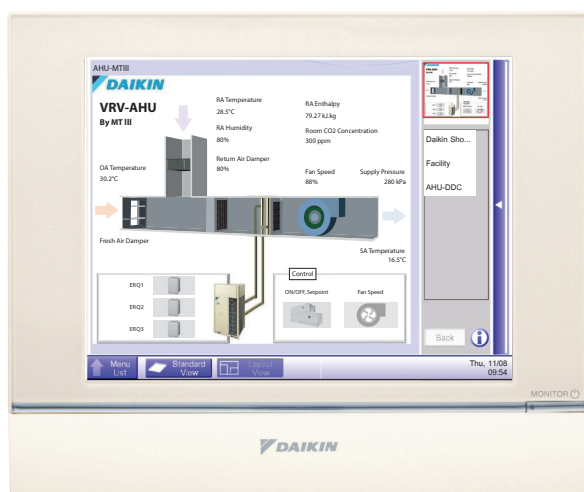 AHU-MTIII
DAIKIN
VRV-AHU
By MT III
RA Temperature
28.5°C
RA Humidity
80%
Return Air Damper
80%
RA Enthalpy
79.27 kJ.kg
Room CO2 Concentration
300 ppm
OA Temperature
30.2°C
Fan Speed
88%
Supply Pressure
280 kPa
Fresh Air Damper
SA Temperature
16.5°C
ERQ1
ERQ2
ERQ3
Control
ON/OFF, Setpoint
Fan Speed
Daikin Sho...
Facility
AHU-DDC
Back
Menu
List
Standard
View
Layout
View
Thu, 11/08
09:54
MONITOR
DAIKIN